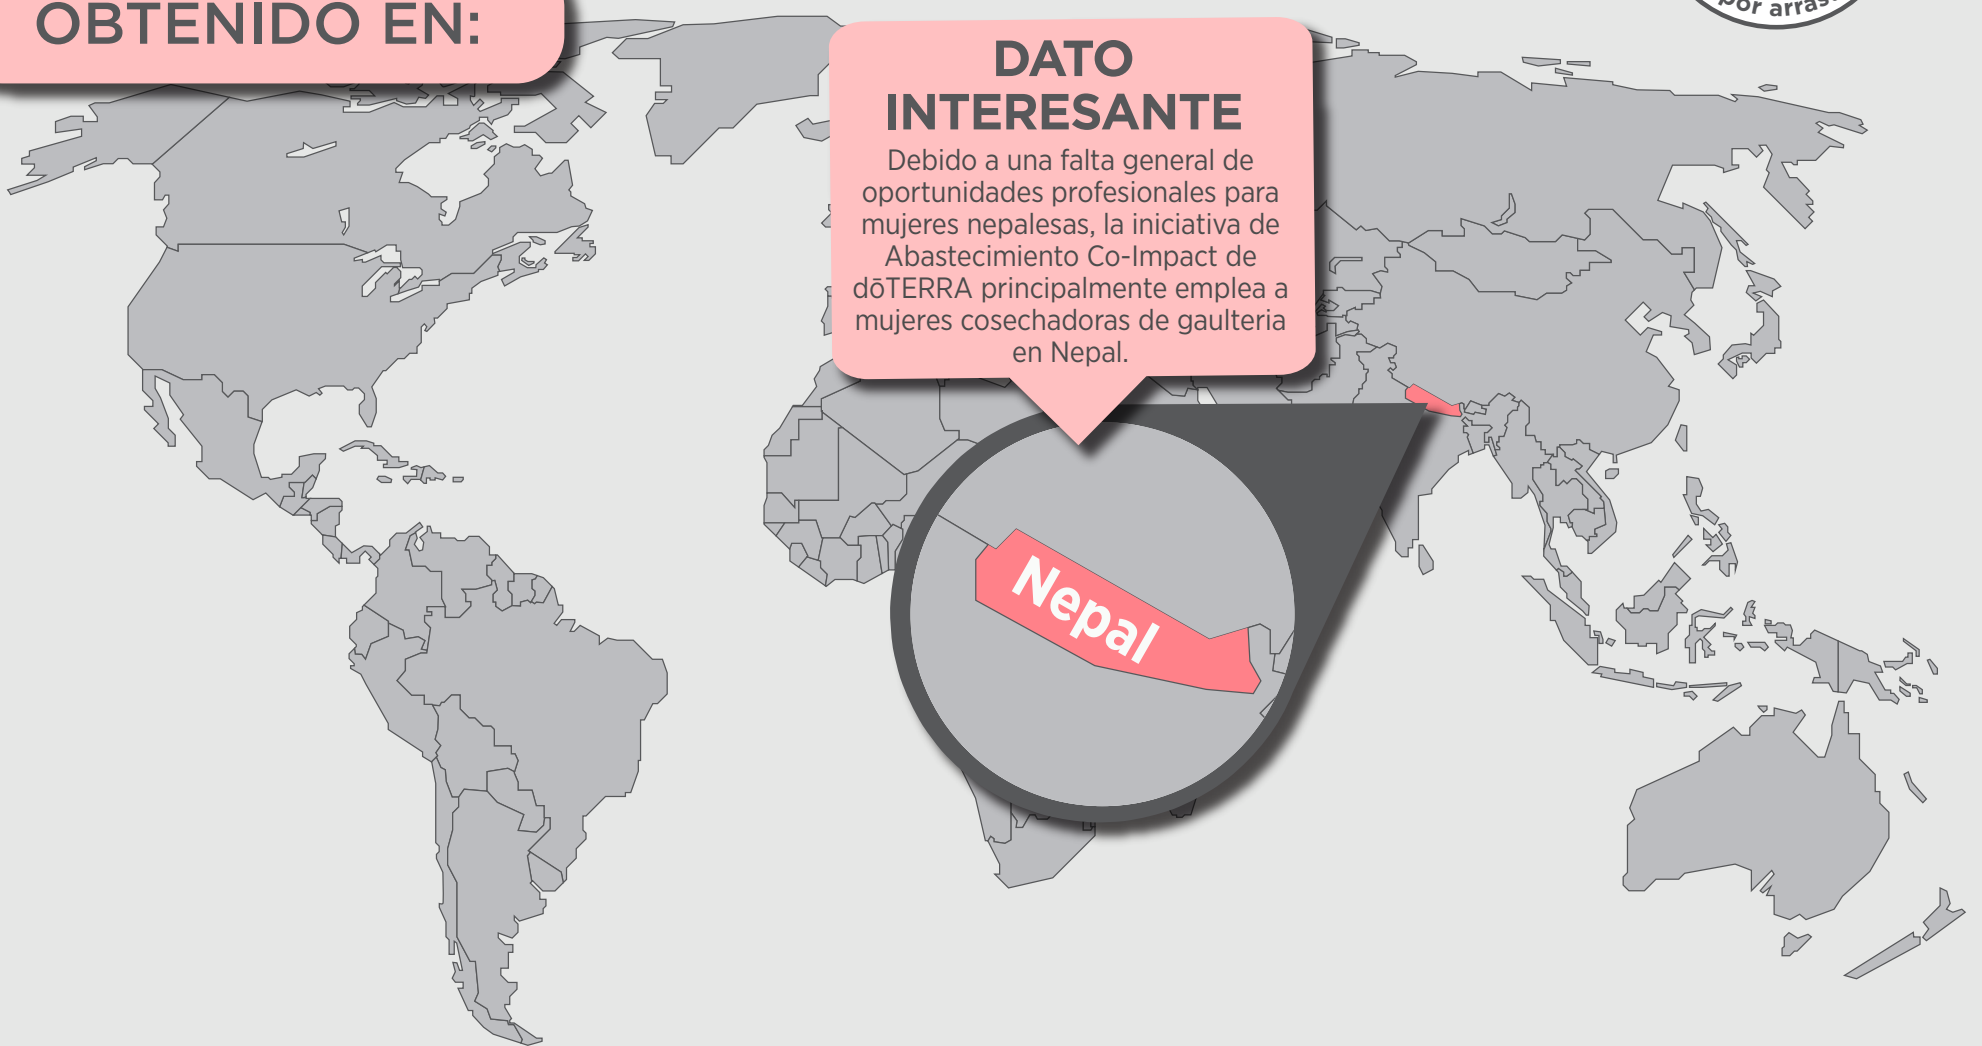 OBTENIDO EN:
por
DATO
INTERESANTE
Debido a una falta general de
oportunidades profesionales para
mujeres nepalesas, la iniciativa de
Abastecimiento Co-Impact de
dōTERRA principalmente emplea a
mujeres cosechadoras de gaulteria
en Nepal.
Nepal